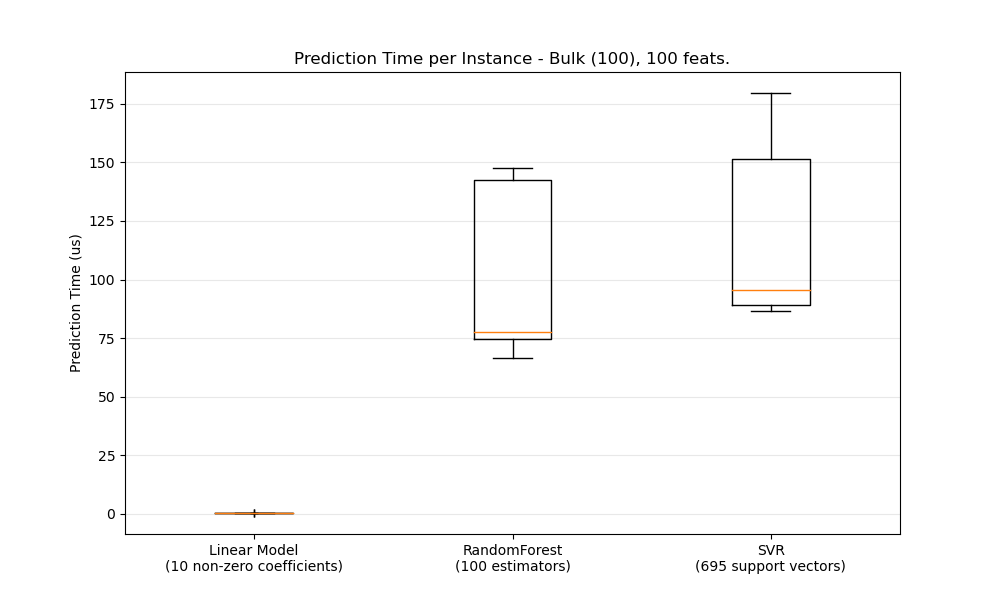 Prediction Time per Instance - Bulk (100), 100 feats.
Prediction Time (us)
175
150
125
100
75
50
25
0
Linear Model
(10 non-zero coefficients)
RandomForest
(100 estimators)
SVR
(695 support vectors)